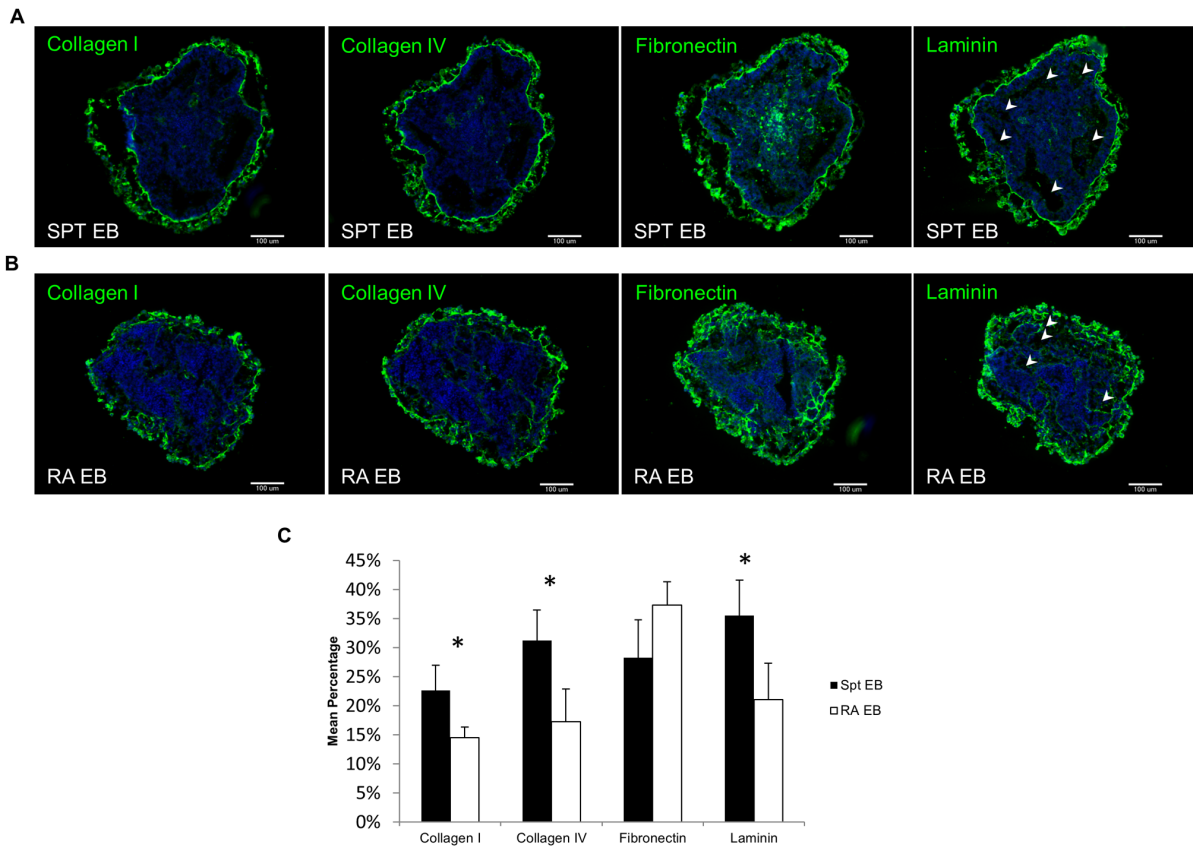 A
Collagen I
Collagen IV
Fibronectin
Laminin
SPT EB
100 um
SPT EB
100 um
SPT EB
100 um
SPT EB
100 um
B
Collagen I
Collagen IV
Fibronectin
Laminin
RA EB
100 um
RA EB
100 um
RA EB
100 um
RA EB
100 um
C
Mean Percentage
45%
40%
35%
30%
25%
20%
15%
10%
5%
0%
*
*
*
Collagen I
Collagen IV
Fibronectin
Laminin
Spt EB
RA EB